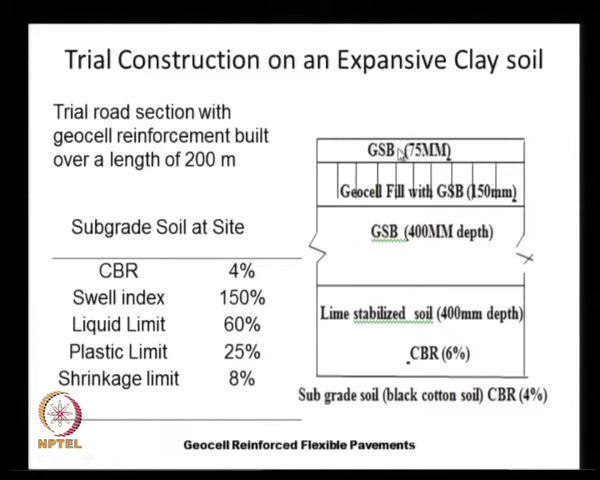 Trial Construction on an Expansive Clay soil
Trial road section with
geocell reinforcement built
over a length of 200 m
Subgrade Soil at Site
CBR 4%
Swell index 150%
Liquid Limit 60%
Plastic Limit 25%
Shrinkage limit 8%
GSB (75MM)
Geocell Fill with GSB (150mm)
GSB (400MM depth)
Lime stabilized soil (400mm depth)
CBR (6%)
Sub grade soil (black cotton soil) CBR (4%)
NPTEL
Geocell Reinforced Flexible Pavements